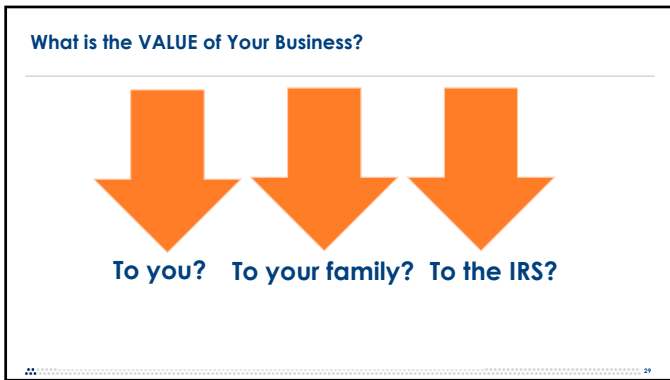 What is the VALUE of Your Business?
To you? To your family? To the IRS?
29